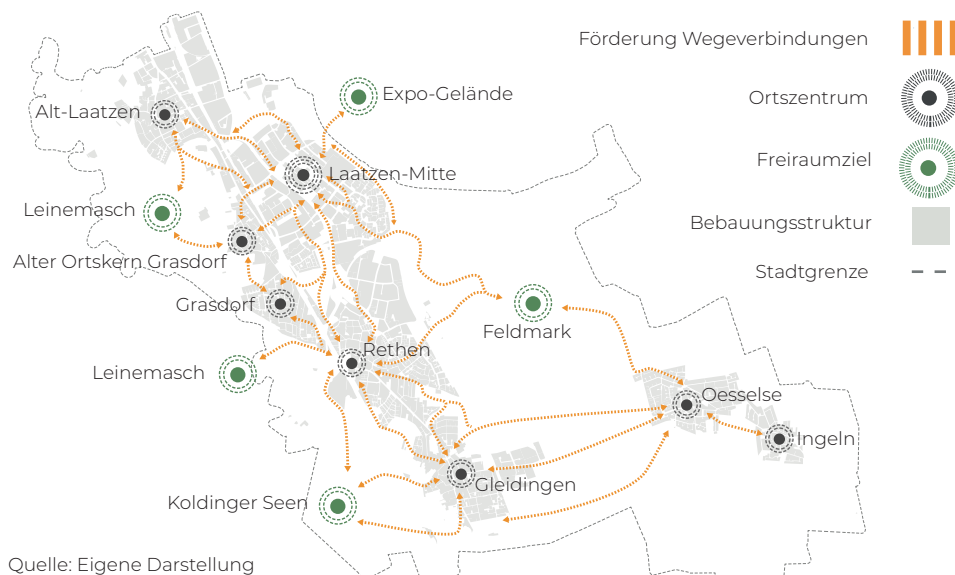 Förderung Wegeverbindungen
Ortszentrum
Freiraumziel
Bebauungsstruktur
Stadtgrenze
Expo-Gelände
Alt-Laatzen
Laatzen-Mitte
Leinemasch
Alter Ortskern Grasdorf
Grasdorf
Feldmark
Rethen
Leinemasch
Oesselse
Ingeln
Gleidingen
Koldinger Seen
Quelle: Eigene Darstellung